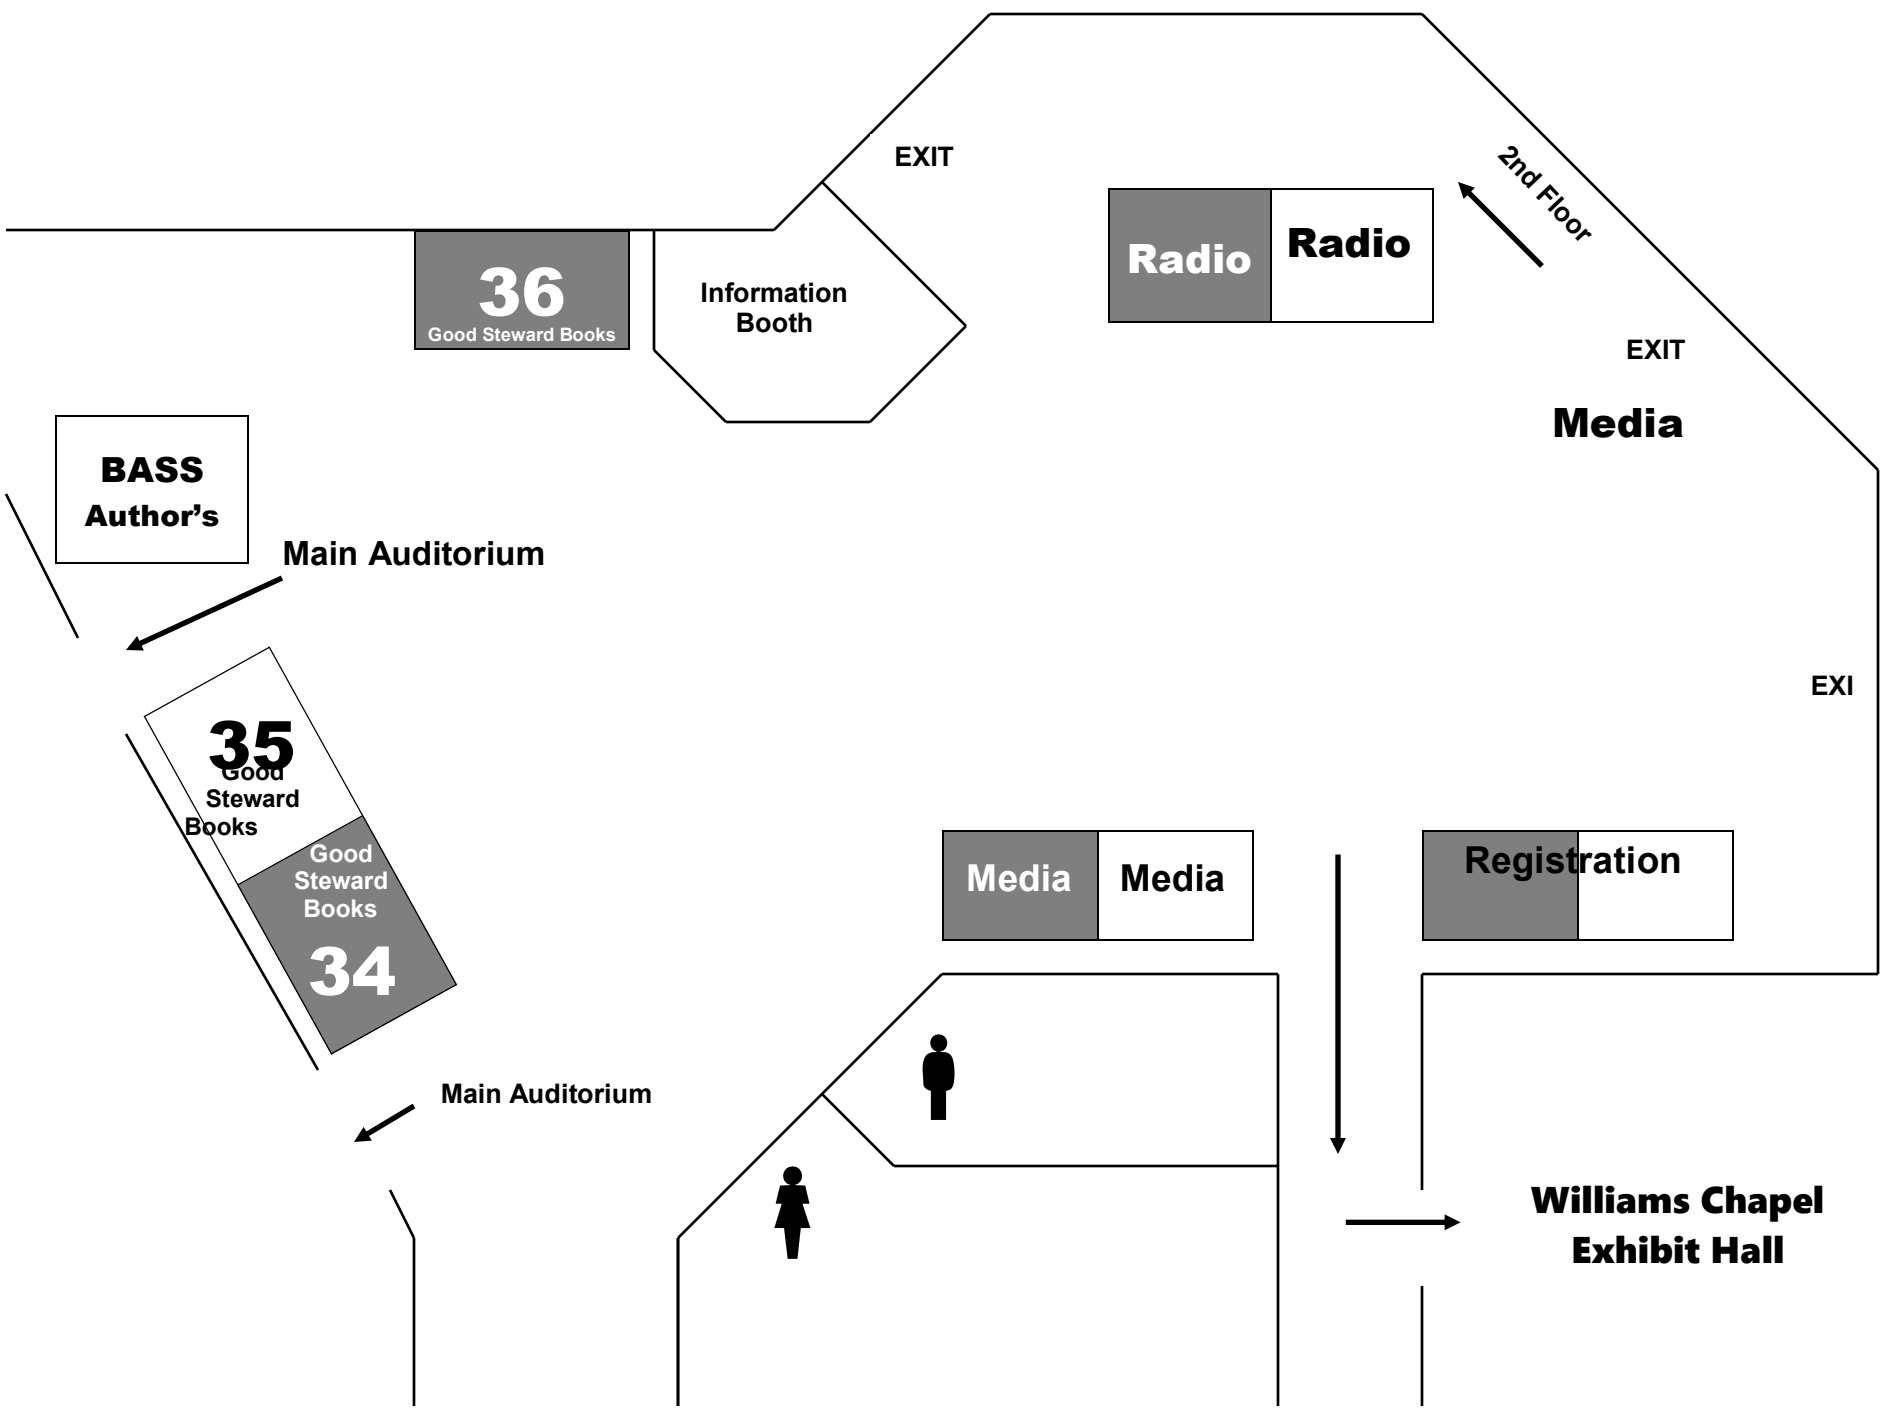 EXIT
2nd Floor
Radio
Radio
36
Good Steward Books
Information
Booth
EXIT
Media
BASS
Author’s
Main Auditorium
EXI
35
Good
Steward
Books
Good
Steward
Books
34
Media
Media
Registration
Main Auditorium
Williams Chapel
Exhibit Hall